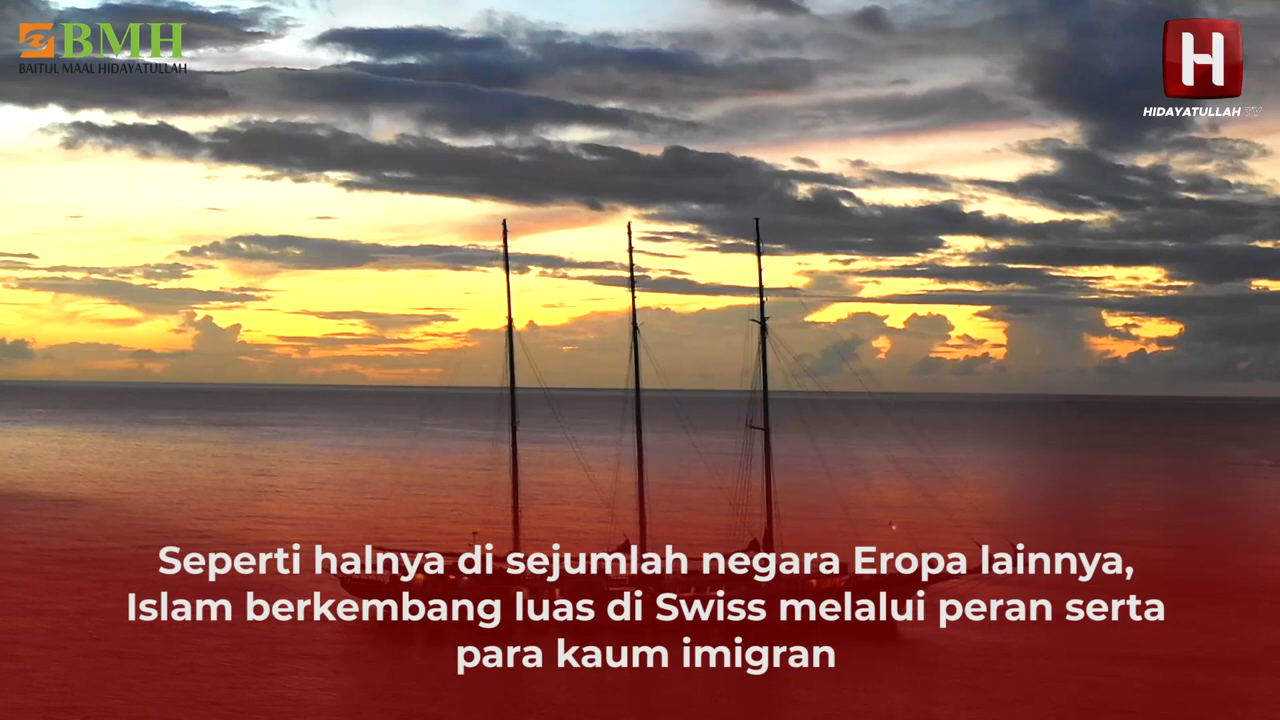 BMH
BAITUL MAAL HIDAYATULLAH
H
HIDAYATULLAH TV
Seperti halnya di sejumlah negara Eropa lainnya,
Islam berkembang luas di Swiss melalui peran serta
para kaum imigran